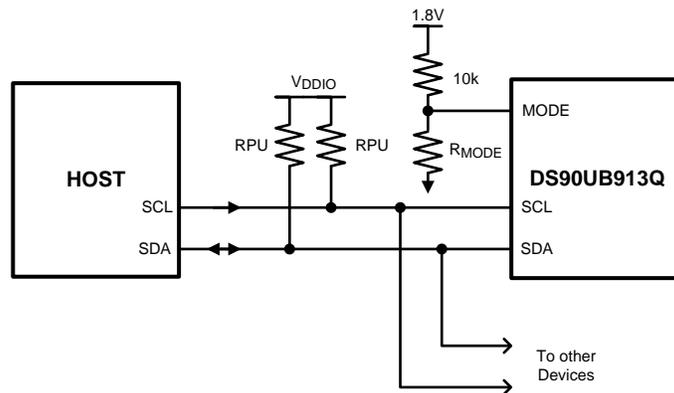 1.8V
10k
VDDIO
MODE
RPU
RPU
RMODE
HOST
DS90UB913Q
SCL
SCL
SDA
SDA
To other
Devices